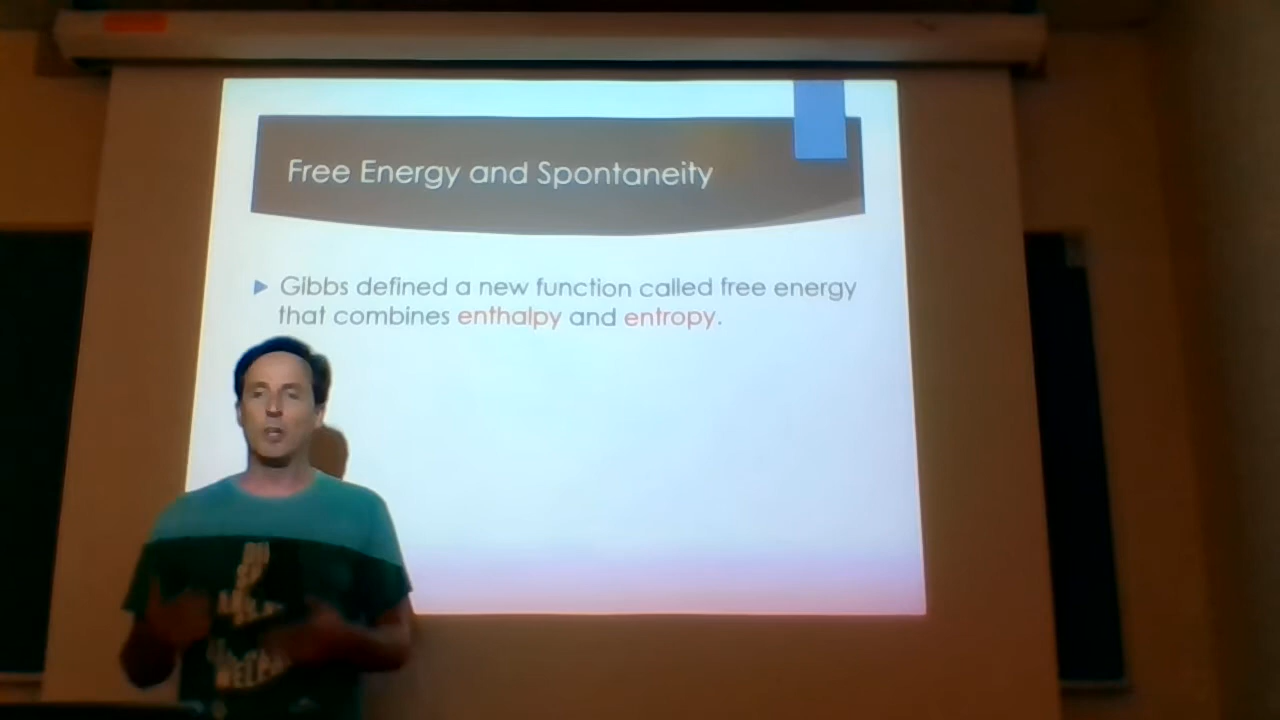 Free Energy and Spontaneity
Gibbs defined a new function called free energy
that combines enthalpy and entropy.